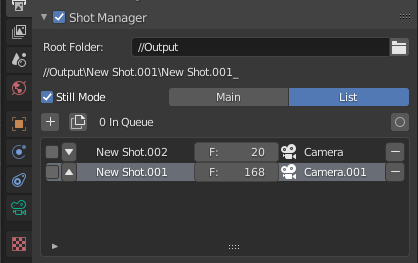 Shot Manager
Root Folder: //Output
//Output\New Shot.001\New Shot.001_
Still Mode Main List
0 In Queue
New Shot.002 F: 20 Camera
New Shot.001 F: 168 Camera.001